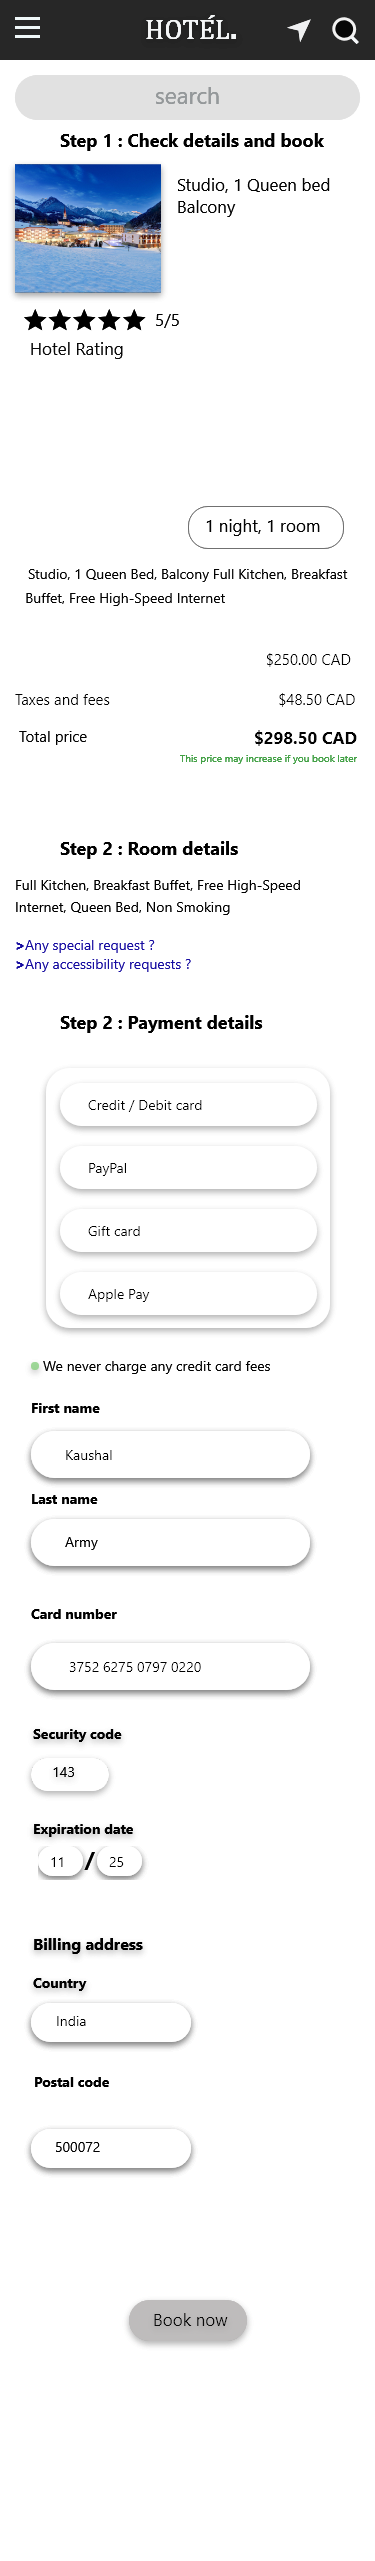 HOTÉL.
search
Step 1 : Check details and book
Studio, 1 Queen bed
Balcony
5/5
Hotel Rating
1 night, 1 room
Studio, 1 Queen Bed, Balcony Full Kitchen, Breakfast
Buffet, Free High-Speed Internet
$250.00 CAD
Taxes and fees $48.50 CAD
Total price $298.50 CAD
This price may increase if you book later
Step 2 : Room details
Full Kitchen, Breakfast Buffet, Free High-Speed
Internet, Queen Bed, Non Smoking
>Any special request ?
>Any accessibility requests ?
Step 2 : Payment details
Credit / Debit card
PayPal
Gift card
Apple Pay
We never charge any credit card fees
First name
Kaushal
Last name
Army
Card number
3752 6275 0797 0220
Security code
143
Expiration date
11 / 25
Billing address
Country
India
Postal code
500072
Book now